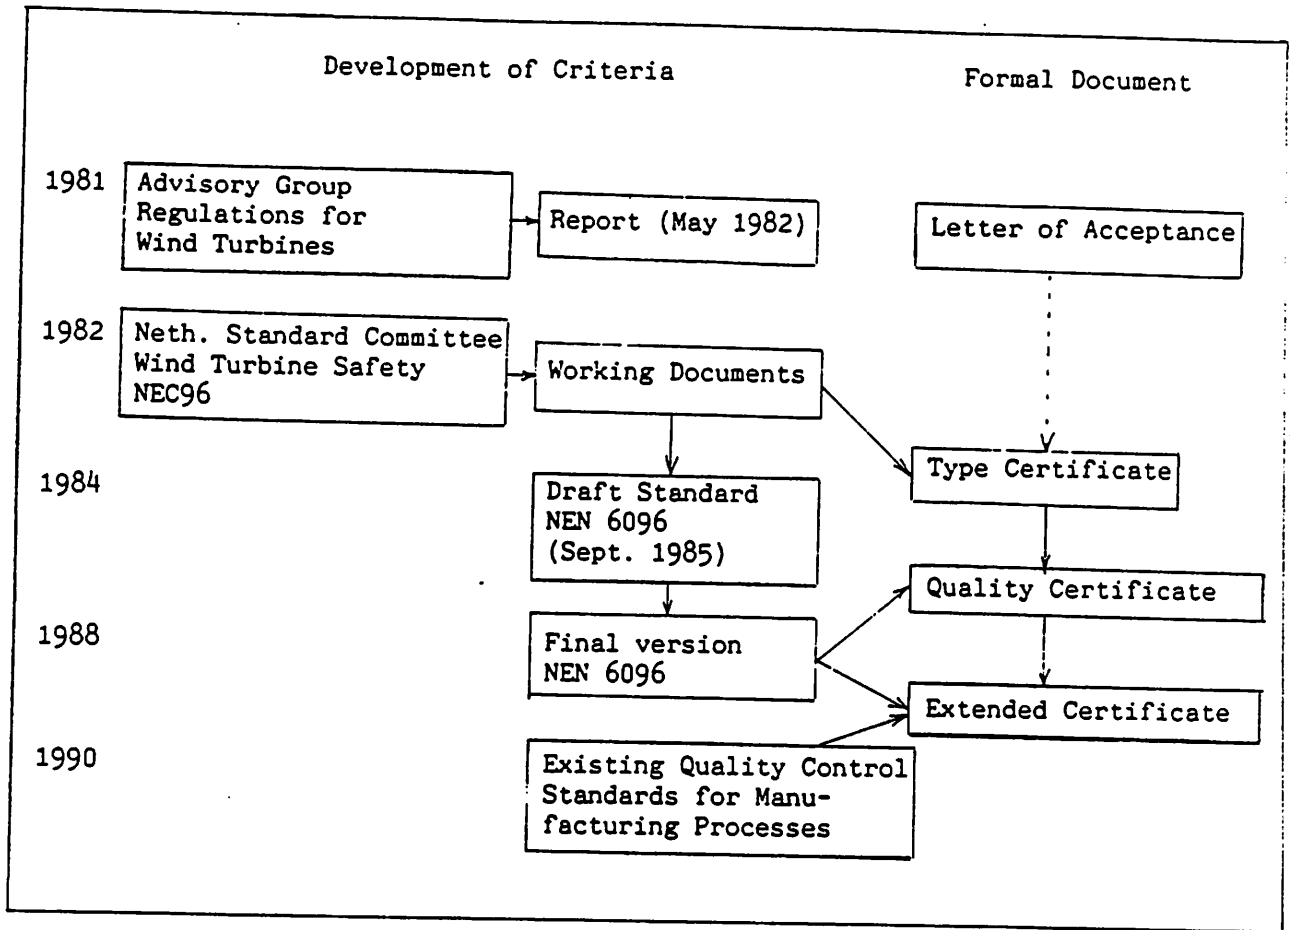 Development of Criteria
Formal Document
1981
Advisory Group
Regulations for
Wind Turbines
Report (May 1982)
Letter of Acceptance
1982
Neth. Standard Committee
Wind Turbine Safety
NEC96
Working Documents
Type Certificate
1984
Draft Standard
NEN 6096
(Sept. 1985)
Quality Certificate
1988
Final version
NEN 6096
Extended Certificate
1990
Existing Quality Control
Standards for Manu-
facturing Processes